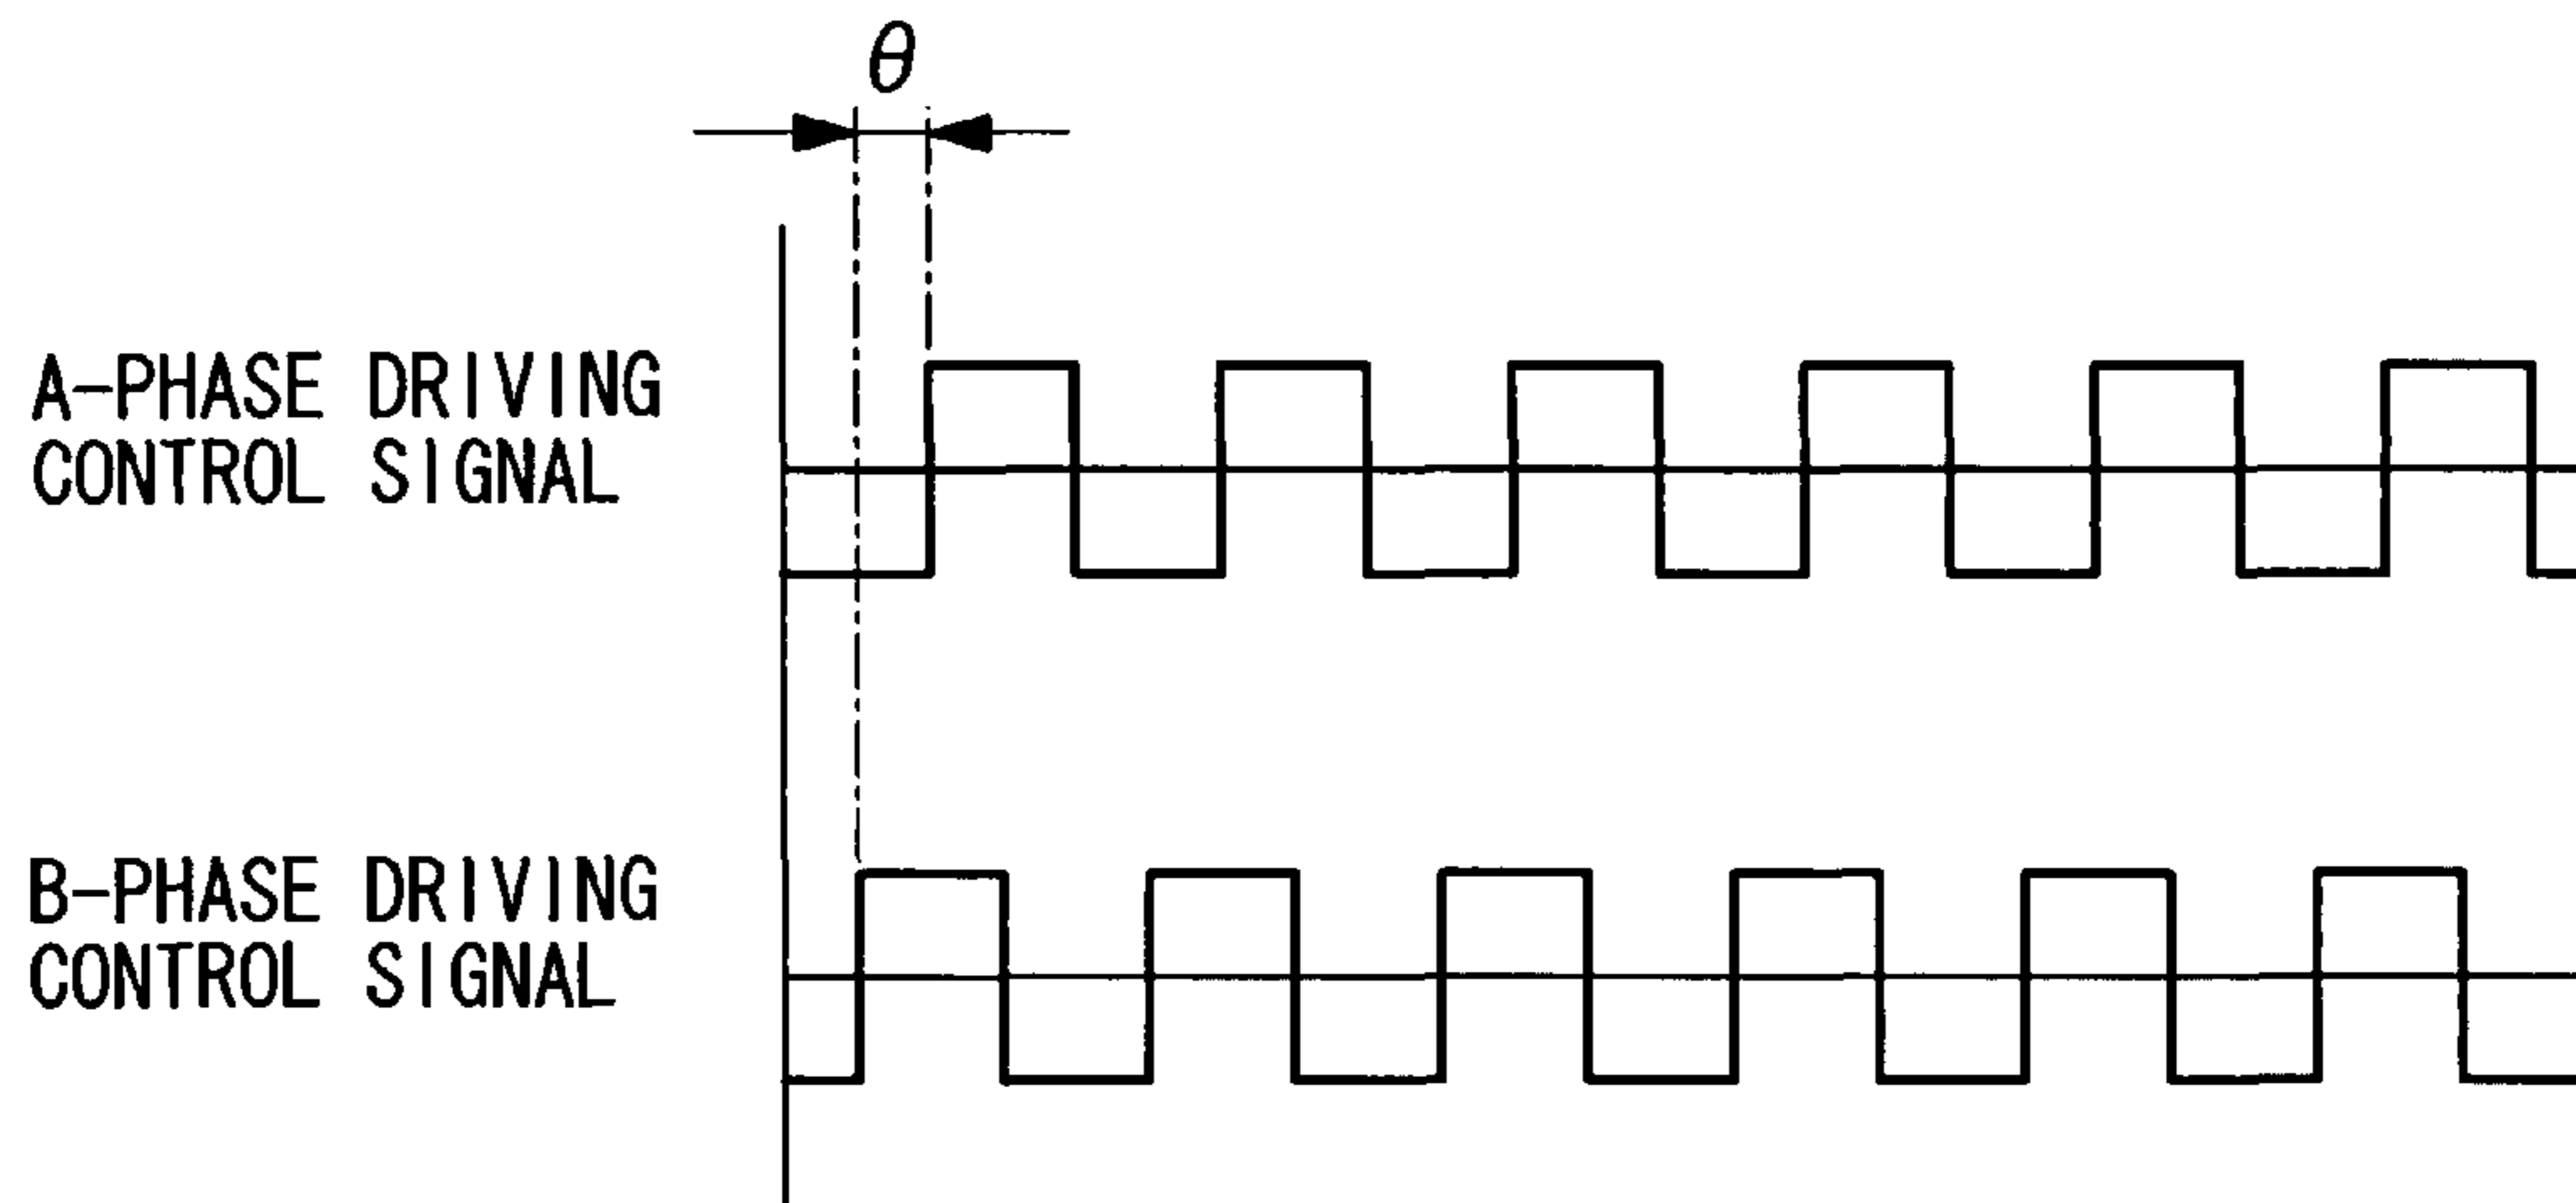 θ
A-PHASE DRIVING
CONTROL SIGNAL
B-PHASE DRIVING
CONTROL SIGNAL